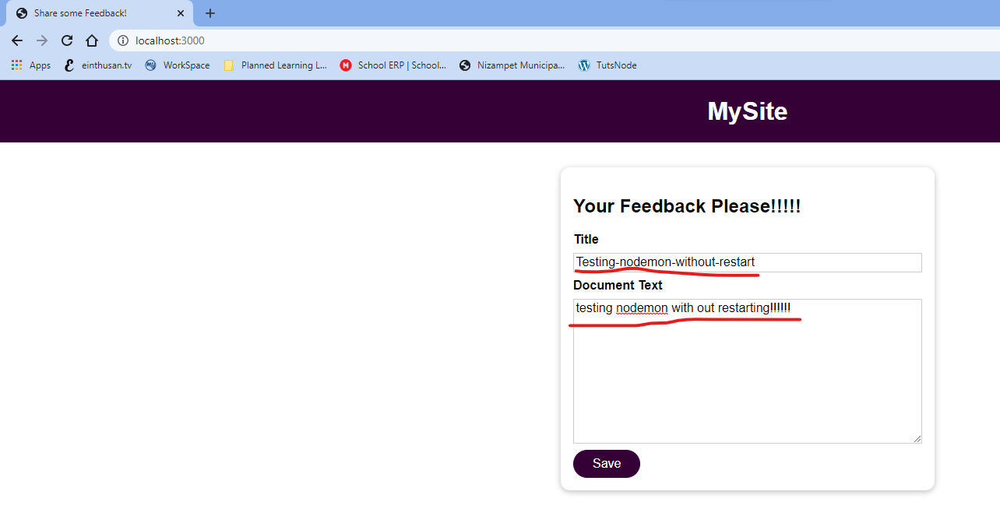 Share some Feedback!
localhost:3000
Apps einthusan.tv WorkSpace Planned Learning L... School ERP | School... Nizampet Municipa... TutsNode
MySite
Your Feedback Please!!!!!
Title
Testing-nodemon-without-restart
Document Text
testing nodemon with out restarting!!!!!!
Save